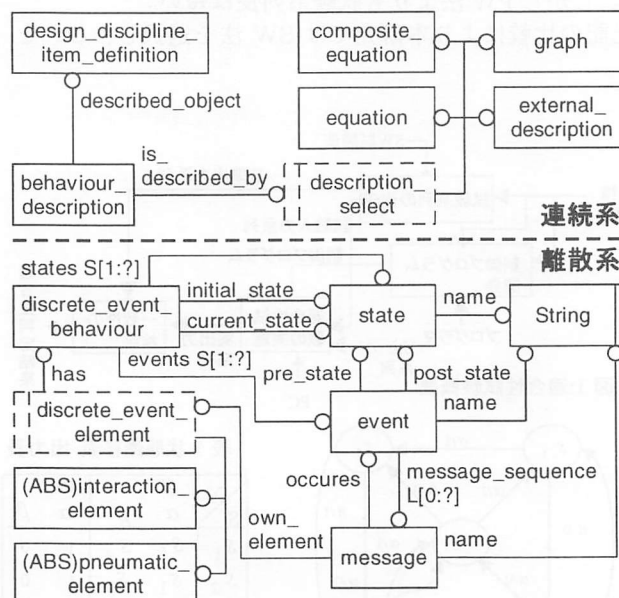 design_discipline_
item_definition
composite_
equation
graph
described_object
equation
external_
description
is_
described_by
behaviour_
description
description_
select
連続系
離散系
states S[1:?]
discrete_event_
behaviour
initial_state
current_state
state
name
String
events S[1:?]
has
pre_state
post_state
name
discrete_event_
element
event
(ABS)interaction_
element
occures
message_sequence
L[0:?]
own_
element
message
name
(ABS)pneumatic_
element